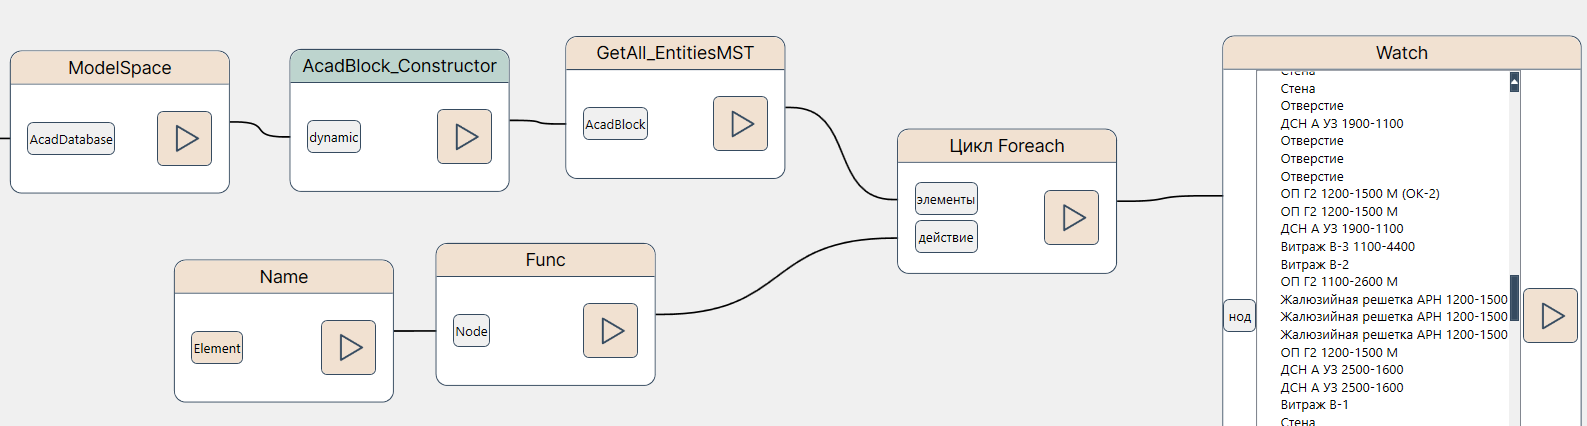 ModelSpace
AcadDatabase
AcadBlock_Constructor
dynamic
GetAll_EntitiesMST
AcadBlock
Name
Element
Func
Node
Цикл Foreach
элементы
действие
Watch
нод
Стена
Стена
Отверстие
ДСН А УЗ 1900-1100
Отверстие
Отверстие
Отверстие
ОП Г2 1200-1500 М (ОК-2)
ОП Г2 1200-1500 М
ДСН А УЗ 1900-1100
Витраж В-3 1100-4400
Витраж В-2
ОП Г2 1100-2600 М
Жалюзийная решетка АРН 1200-1500
Жалюзийная решетка АРН 1200-1500
Жалюзийная решетка АРН 1200-1500
ОП Г2 1200-1500 М
ДСН А УЗ 2500-1600
ДСН А УЗ 2500-1600
Витраж В-1
Стена